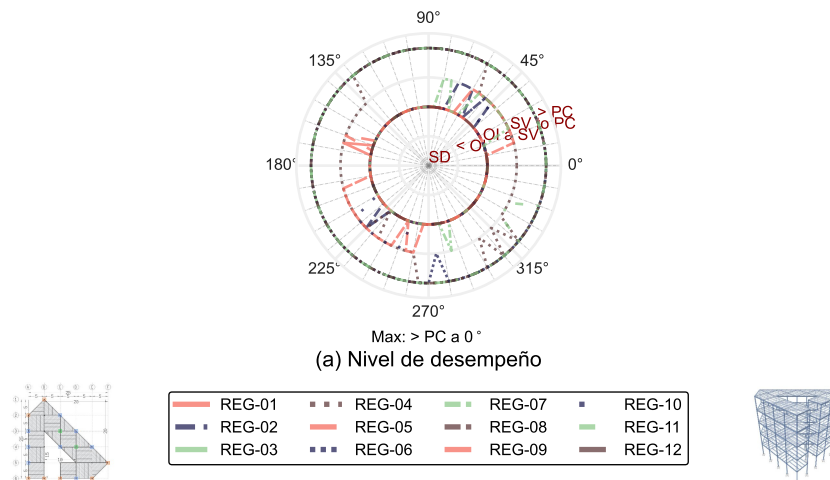 90°
135°
45°
> PC
SV o PC
OI a SV
< O
SD
180°
0°
225°
315°
270°
Max: > PC a 0°
(a) Nivel de desempeño
REG-01
REG-04
REG-07
REG-10
REG-02
REG-05
REG-08
REG-11
REG-03
REG-06
REG-09
REG-12